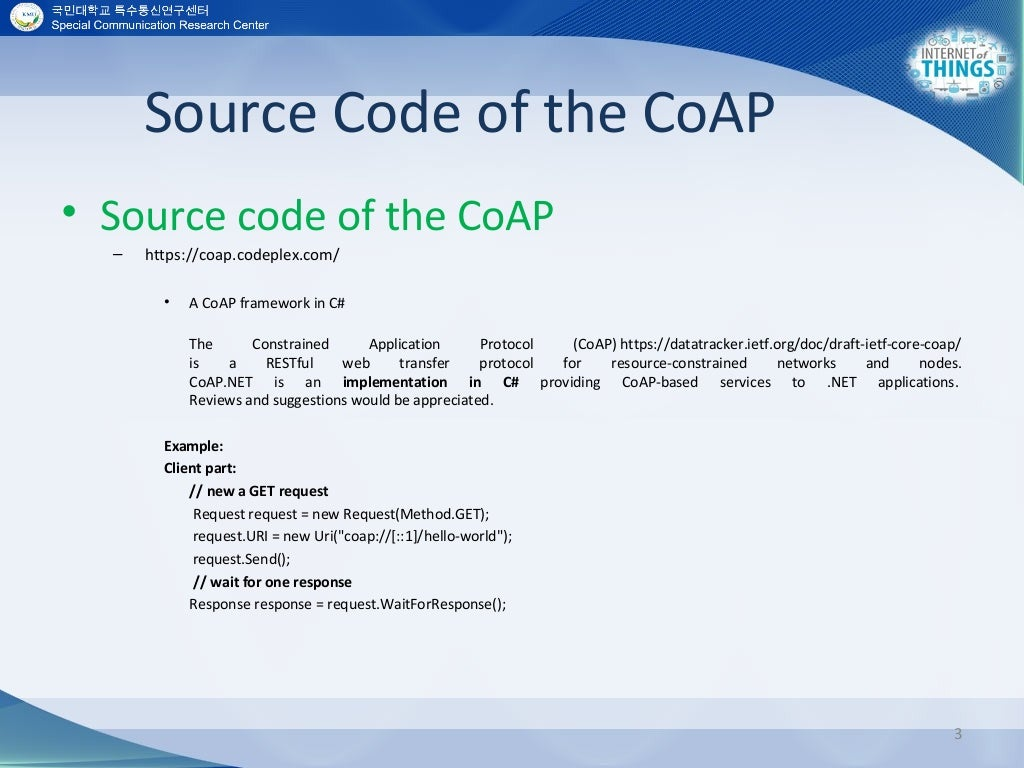 국민대학교 특수통신연구센터
Special Communication Research Center
KMU
INTERNET of
THINGS
Source Code of the CoAP
• Source code of the CoAP
– https://coap.codeplex.com/
• A CoAP framework in C#
The Constrained Application Protocol (CoAP) https://datatracker.ietf.org/doc/draft-ietf-core-coap/
is a RESTful web transfer protocol for resource-constrained networks and nodes.
CoAP.NET is an implementation in C# providing CoAP-based services to .NET applications.
Reviews and suggestions would be appreciated.
Example:
Client part:
// new a GET request
Request request = new Request(Method.GET);
request.URI = new Uri("coap://[::1]/hello-world");
request.Send();
// wait for one response
Response response = request.WaitForResponse();
3